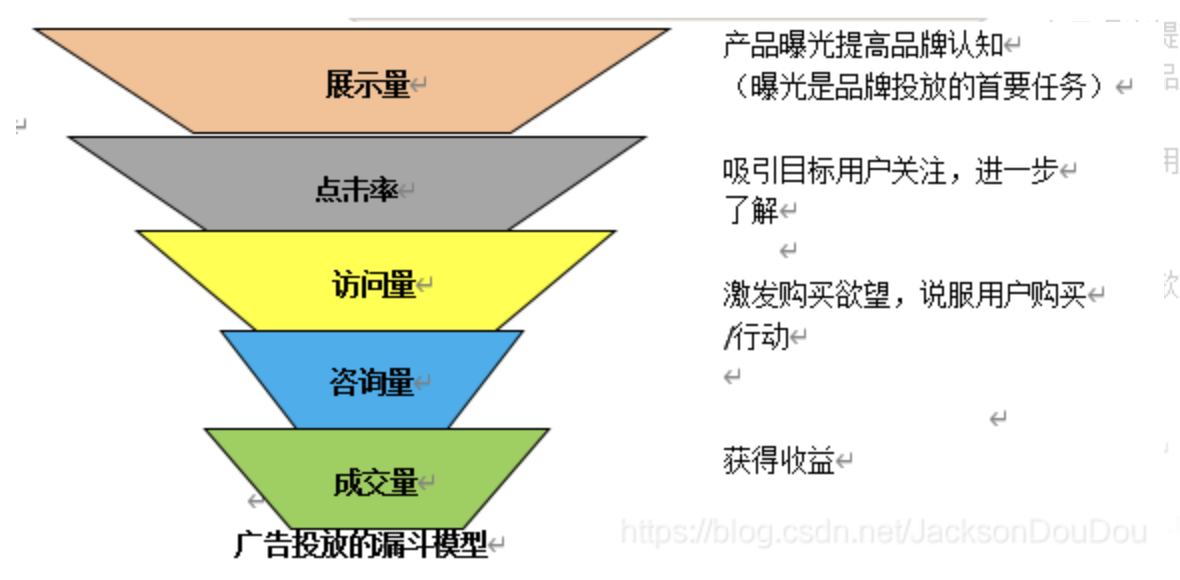 展示量
产品曝光提高品牌认知
（曝光是品牌投放的首要任务）
点击率
吸引目标用户关注，进一步
了解
访问量
激发购买欲望，说服用户购买
/行动
咨询量
成交量
获得收益
广告投放的漏斗模型
https://blog.csdn.net/JacksonDouDou